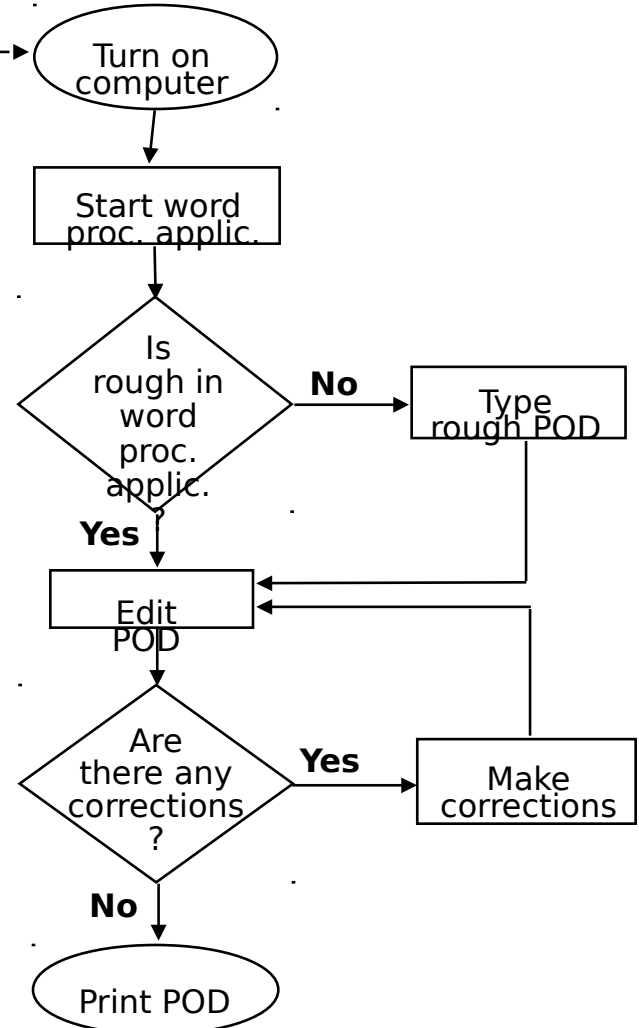 Turn on
computer
Start word
proc. applic.
Is
rough in
word
proc.
applic.
?
No
Type
rough POD
Yes
Edit
POD
Are
there any
corrections
?
Yes
Make
corrections
No
Print POD